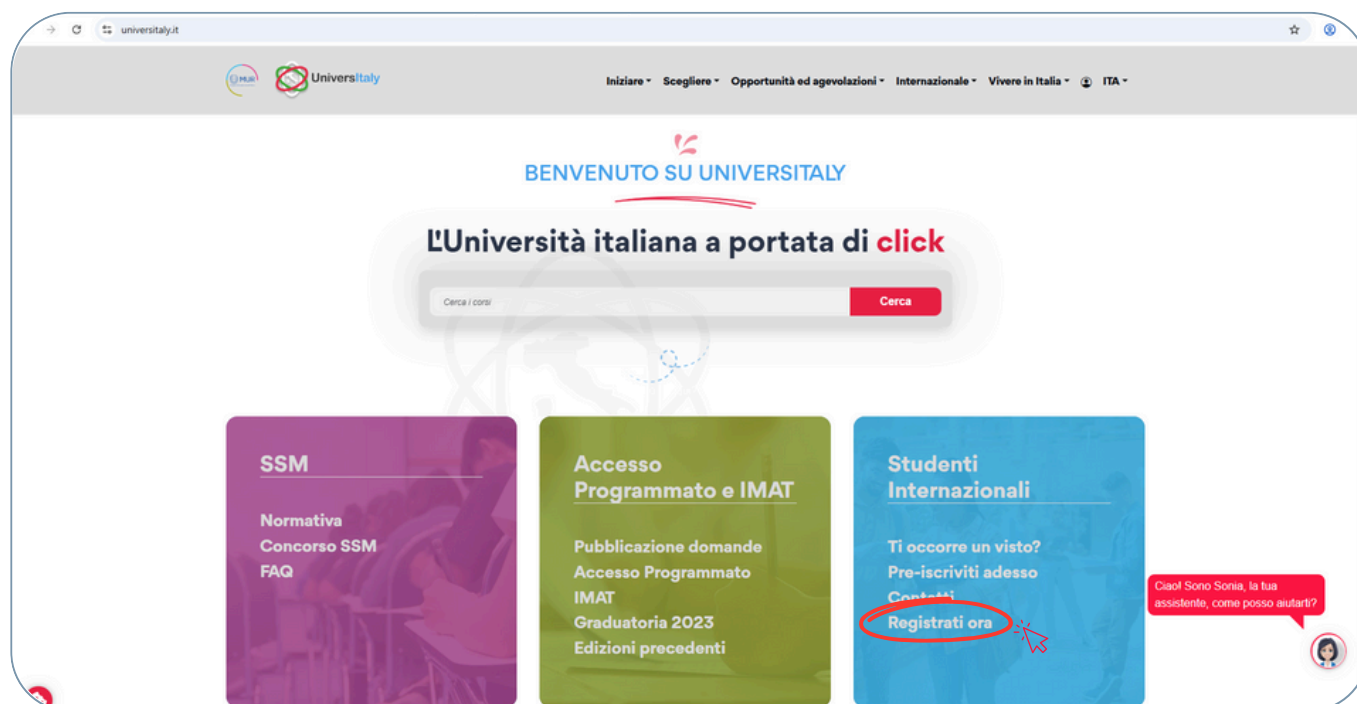 universitaly.it
MUR
UniversItaly
Iniziare Scegliere Opportunità ed agevolazioni Internazionale Vivere in Italia ITA
BENVENUTO SU UNIVERSITALY
L'Università italiana a portata di click
Cerca i corsi
Cerca
SSM
Normativa
Concorso SSM
FAQ
Accesso
Programmato e IMAT
Pubblicazione domande
Accesso Programmato
IMAT
Graduatoria 2023
Edizioni precedenti
Studenti
Internazionali
Ti occorre un visto?
Pre-iscriviti adesso
Contatti
Registrati ora
Ciao! Sono Sonia, la tua
assistente, come posso aiutarti?